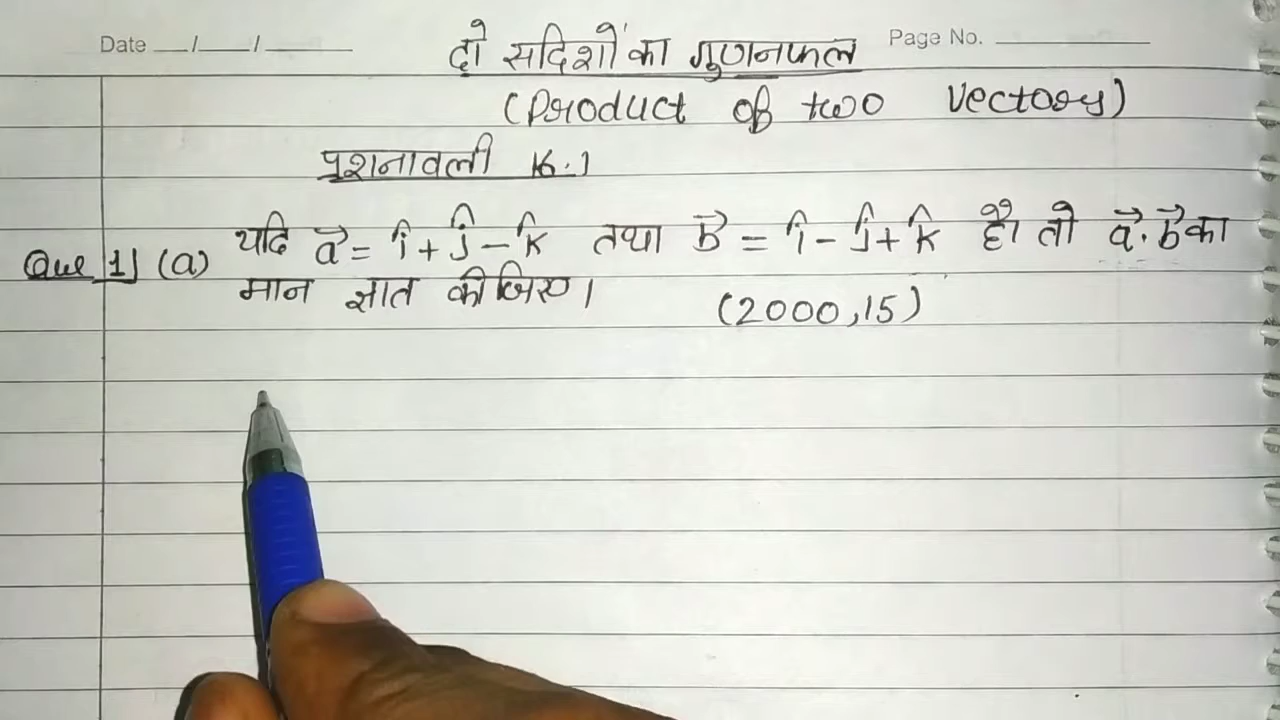 Date __/__/____ Page No. ________
दो सदिशों का गुणनफल
(Product of two Vectors)
प्रशनावली 16.1
Que 1] (a) यदि a⃗ = î + ĵ - k̂ तथा b⃗ = î - ĵ + k̂ है। तो a⃗. b⃗ का
मान ज्ञात कीजिए। (2000,15)